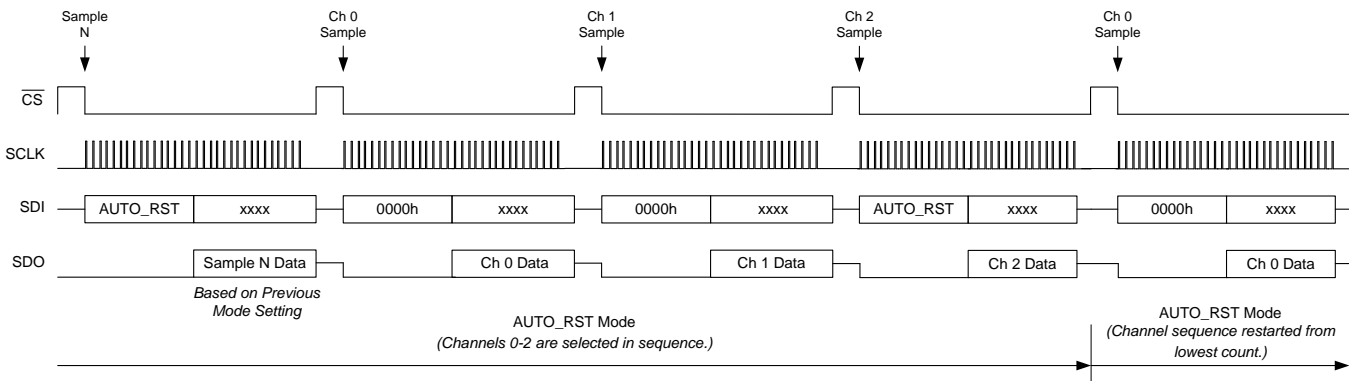 Sample
N
Ch 0
Sample
Ch 1
Sample
Ch 2
Sample
Ch 0
Sample
CS
SCLK
SDI
AUTO_RST
xxxx
0000h
xxxx
0000h
xxxx
AUTO_RST
xxxx
0000h
xxxx
SDO
Sample N Data
Ch 0 Data
Ch 1 Data
Ch 2 Data
Ch 0 Data
Based on Previous
Mode Setting
AUTO_RST Mode
(Channels 0-2 are selected in sequence.)
AUTO_RST Mode
(Channel sequence restarted from
lowest count.)